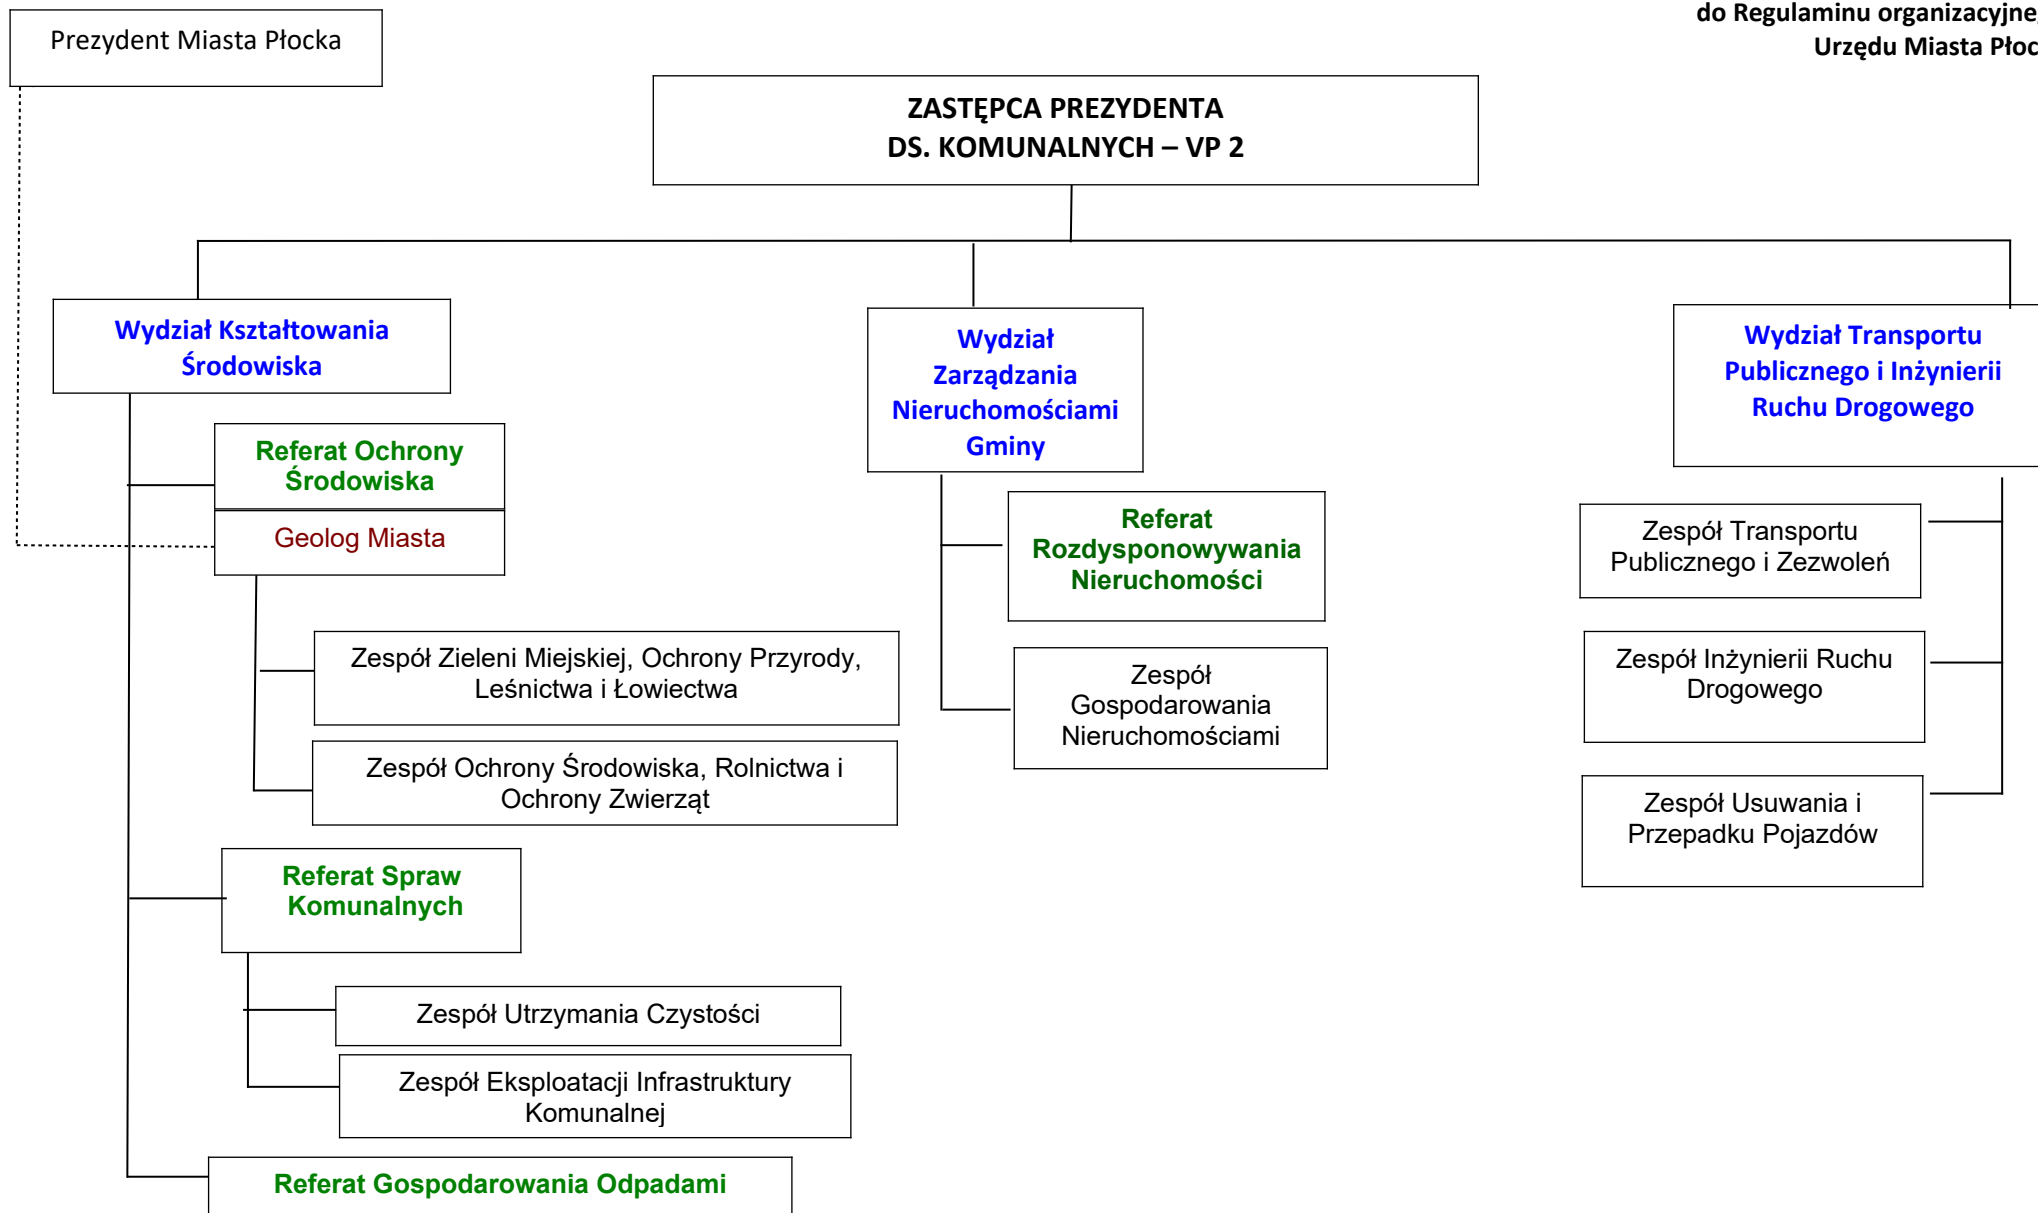 do Regulaminu organizacyjne
Urzędu Miasta Płoc
Prezydent Miasta Płocka
ZASTĘPCA PREZYDENTA
DS. KOMUNALNYCH – VP 2
Wydział Kształtowania
Środowiska
Referat Ochrony
Środowiska
Geolog Miasta
Zespół Zieleni Miejskiej, Ochrony Przyrody,
Leśnictwa i Łowiectwa
Zespół Ochrony Środowiska, Rolnictwa i
Ochrony Zwierząt
Referat Spraw
Komunalnych
Zespół Utrzymania Czystości
Zespół Eksploatacji Infrastruktury
Komunalnej
Referat Gospodarowania Odpadami
Wydział
Zarządzania
Nieruchomościami
Gminy
Referat
Rozdysponowywania
Nieruchomości
Zespół
Gospodarowania
Nieruchomościami
Wydział Transportu
Publicznego i Inżynierii
Ruchu Drogowego
Zespół Transportu
Publicznego i Zezwoleń
Zespół Inżynierii Ruchu
Drogowego
Zespół Usuwania i
Przepadku Pojazdów